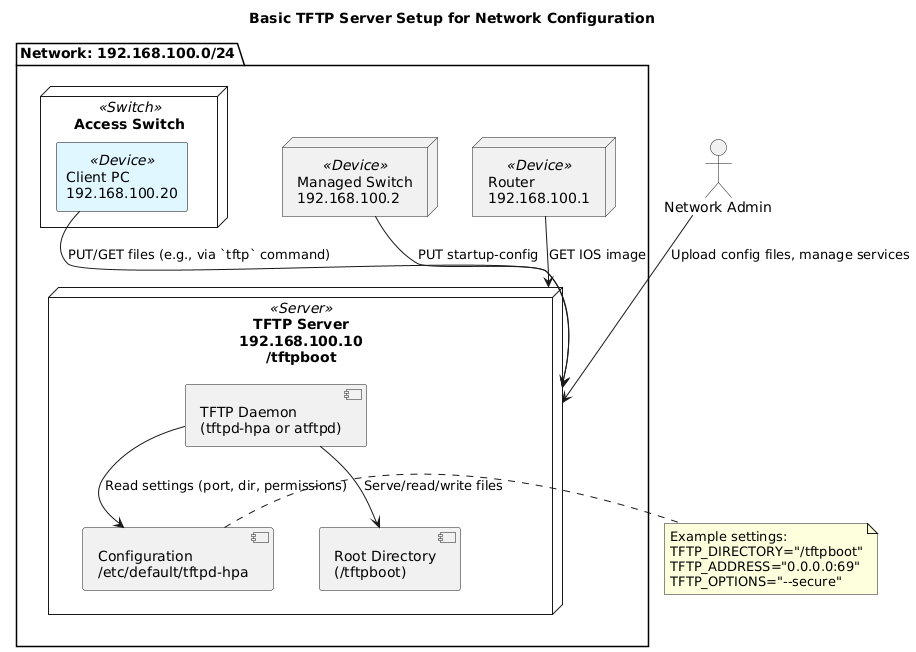 Basic TFTP Server Setup for Network Configuration
Network: 192.168.100.0/24
«Switch»
Access Switch
«Device»
Client PC
192.168.100.20
«Device»
Managed Switch
192.168.100.2
«Device»
Router
192.168.100.1
Network Admin
PUT/GET files (e.g., via `tftp` command)
PUT startup-config
GET IOS image
Upload config files, manage services
«Server»
TFTP Server
192.168.100.10
/tftpboot
TFTP Daemon
(tftpd-hpa or atftpd)
Read settings (port, dir, permissions)
Serve/read/write files
Configuration
/etc/default/tftpd-hpa
Root Directory
(/tftpboot)
Example settings:
TFTP_DIRECTORY="/tftpboot"
TFTP_ADDRESS="0.0.0.0:69"
TFTP_OPTIONS="--secure"